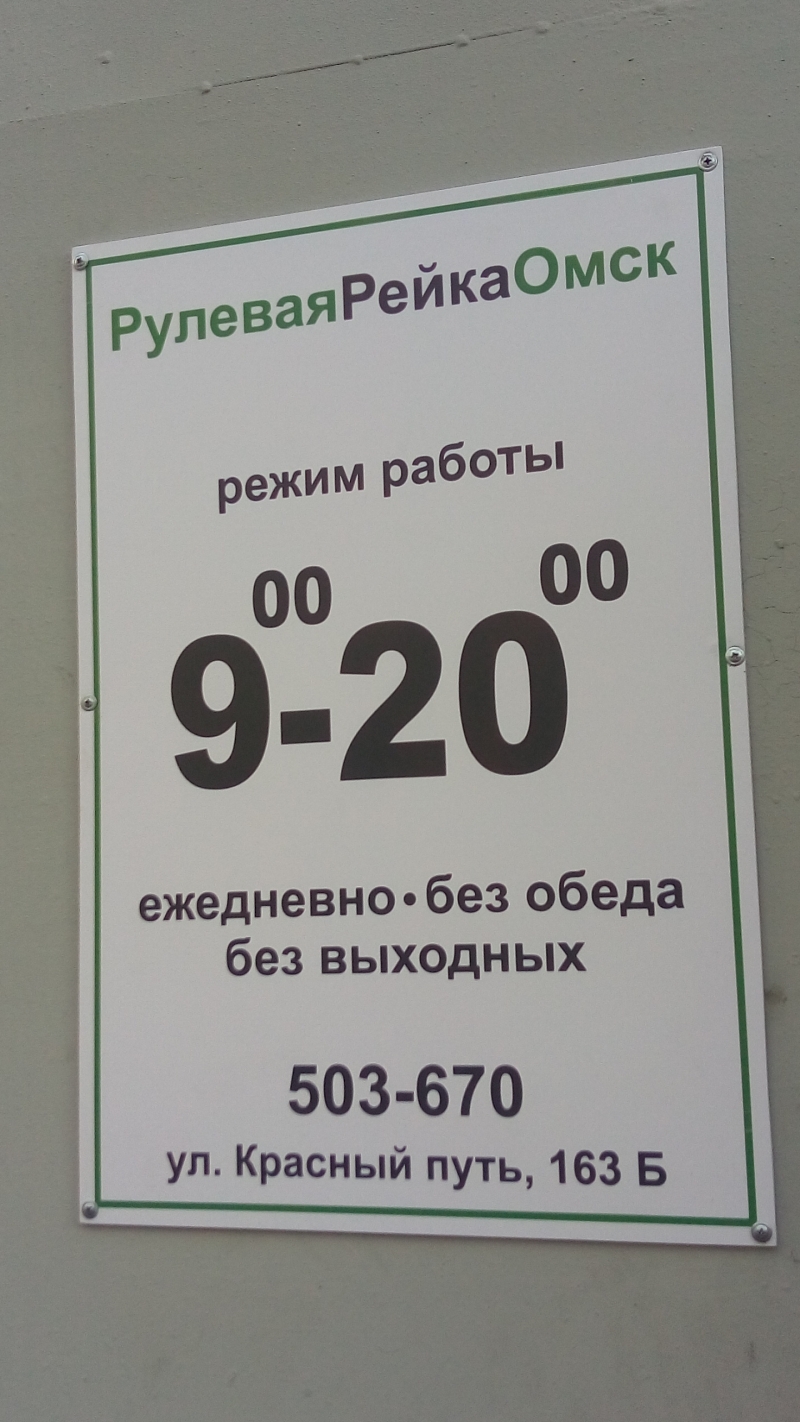 РулеваяРейкаОмск
режим работы
9⁰⁰-20⁰⁰
ежедневно•без обеда
без выходных
503-670
ул. Красный путь, 163 Б